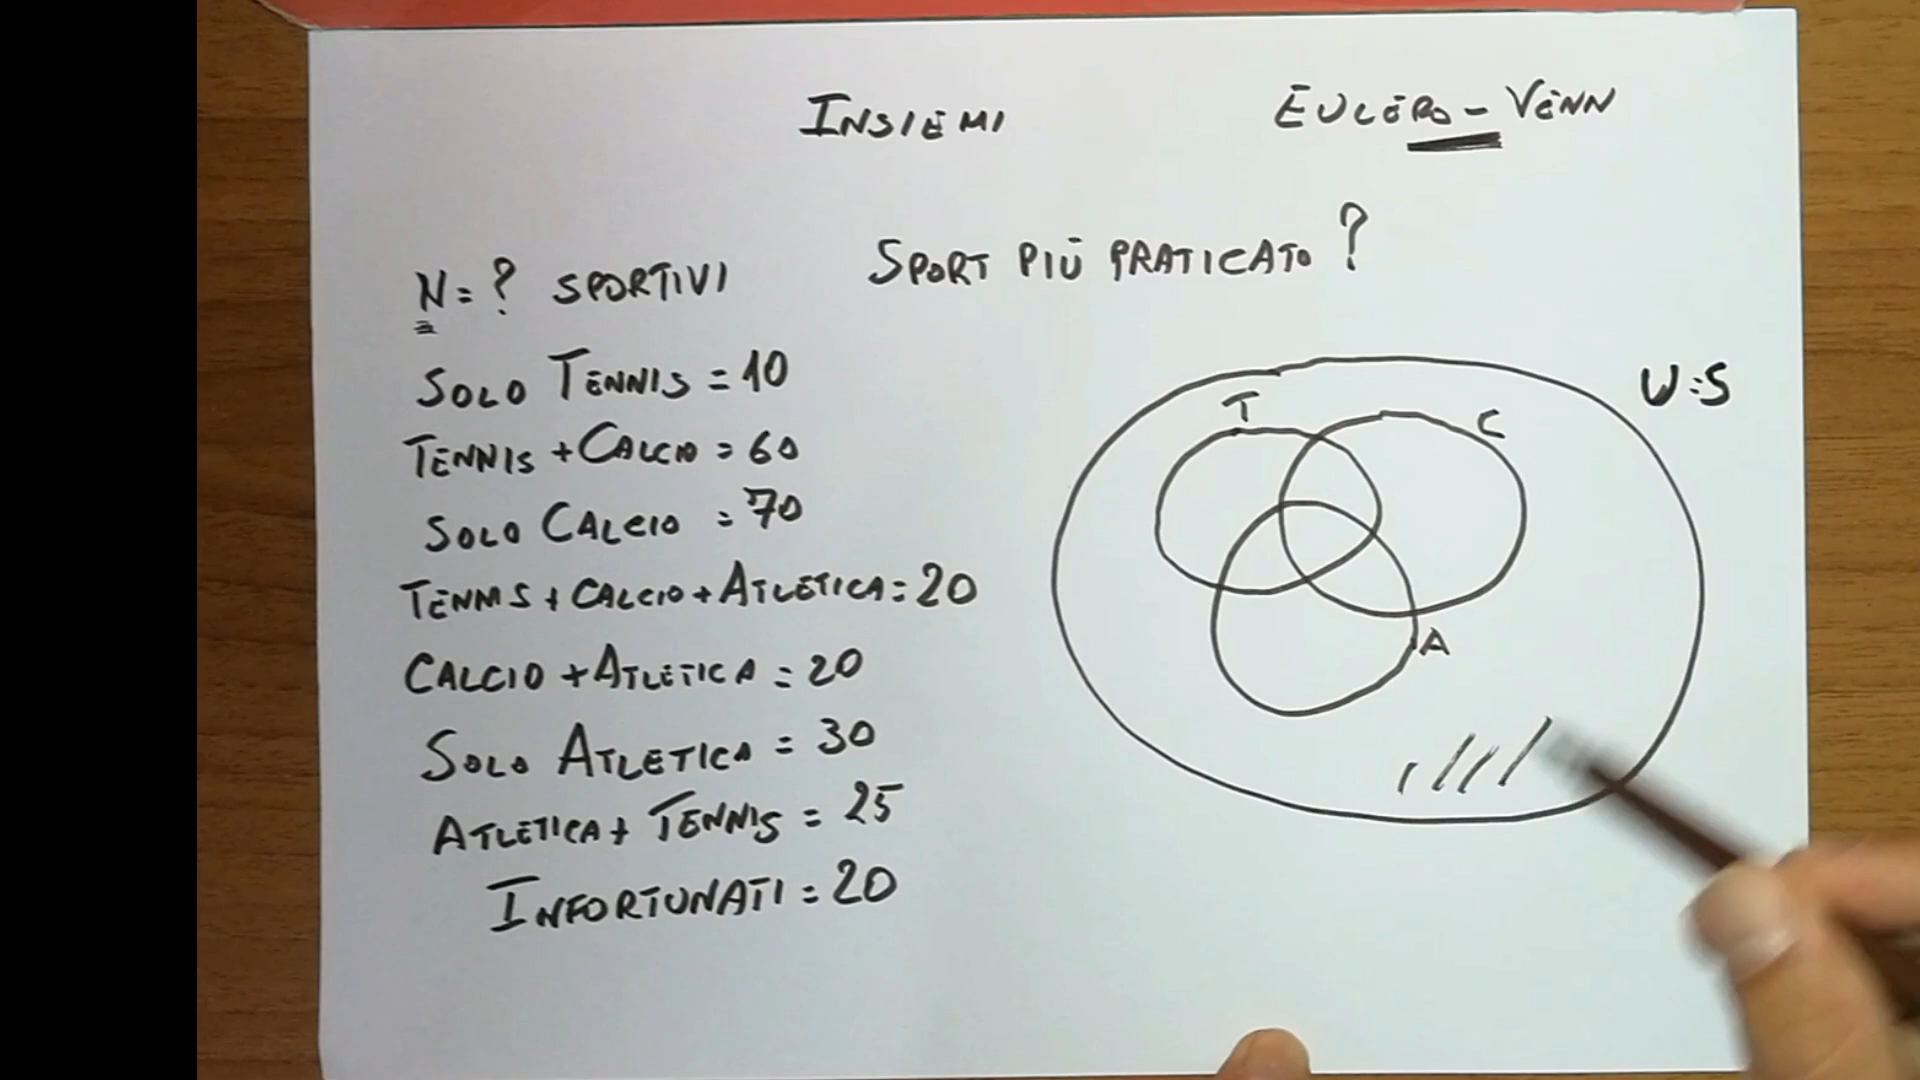 INSIEMI
EULERO-VENN
SPORT PIÙ PRATICATO?
N=? SPORTIVI
SOLO TENNIS = 10
TENNIS + CALCIO = 60
SOLO CALCIO = 70
TENNIS + CALCIO + ATLETICA = 20
CALCIO + ATLETICA = 20
SOLO ATLETICA = 30
ATLETICA + TENNIS = 25
INFORTUNATI = 20
U=S
T
C
A